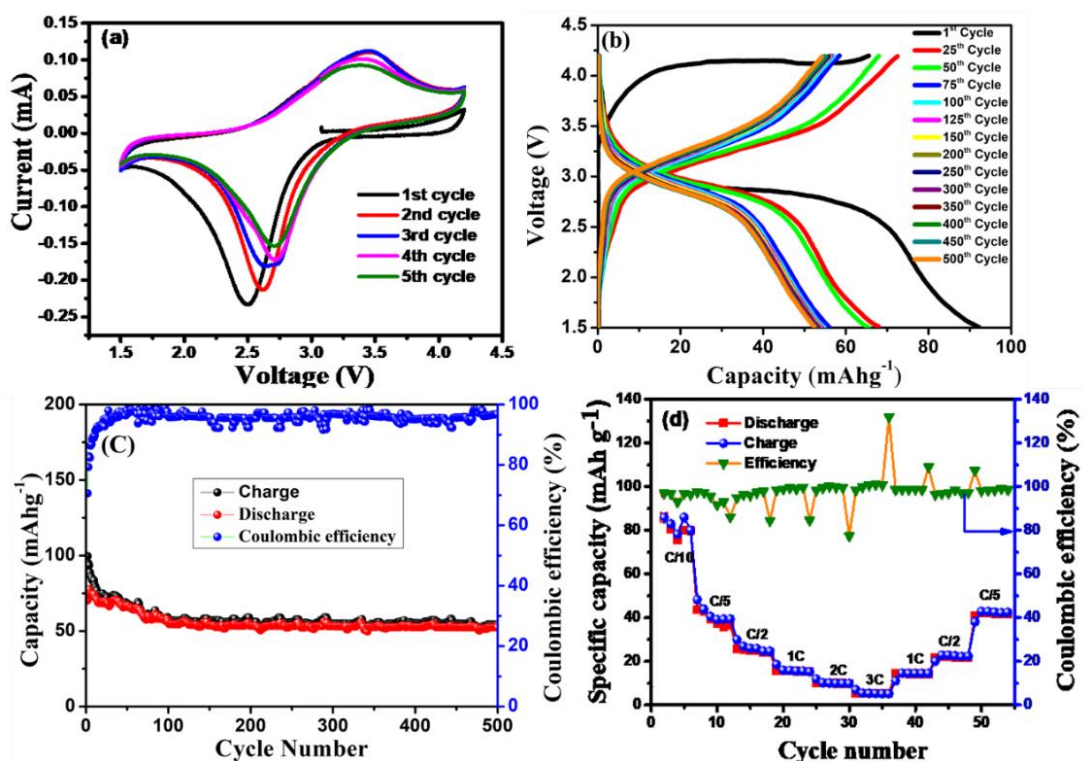 (a)
Current (mA)
0.15
0.10
0.05
0.00
-0.05
-0.10
-0.15
-0.20
-0.25
1st cycle
2nd cycle
3rd cycle
4th cycle
5th cycle
1.5 2.0 2.5 3.0 3.5 4.0 4.5
Voltage (V)
(b)
Voltage (V)
4.5
4.0
3.5
3.0
2.5
2.0
1.5
1st Cycle
25th Cycle
50th Cycle
75th Cycle
100th Cycle
125th Cycle
150th Cycle
200th Cycle
250th Cycle
300th Cycle
350th Cycle
400th Cycle
450th Cycle
500th Cycle
0 20 40 60 80 100
Capacity (mAhg-1)
(C)
Capacity (mAhg-1)
200
150
100
50
0
Charge
Discharge
Coulombic efficiency
100
80
60
40
20
0
Coulombic efficiency (%)
0 100 200 300 400 500
Cycle Number
(d)
Specific capacity (mAh g-1)
140
120
100
80
60
40
20
0
Discharge
Charge
Efficiency
C/10
C/5
C/2
1C
2C
3C
1C
C/2
C/5
140
120
100
80
60
40
20
0
Coulombic efficiency (%)
0 10 20 30 40 50
Cycle number